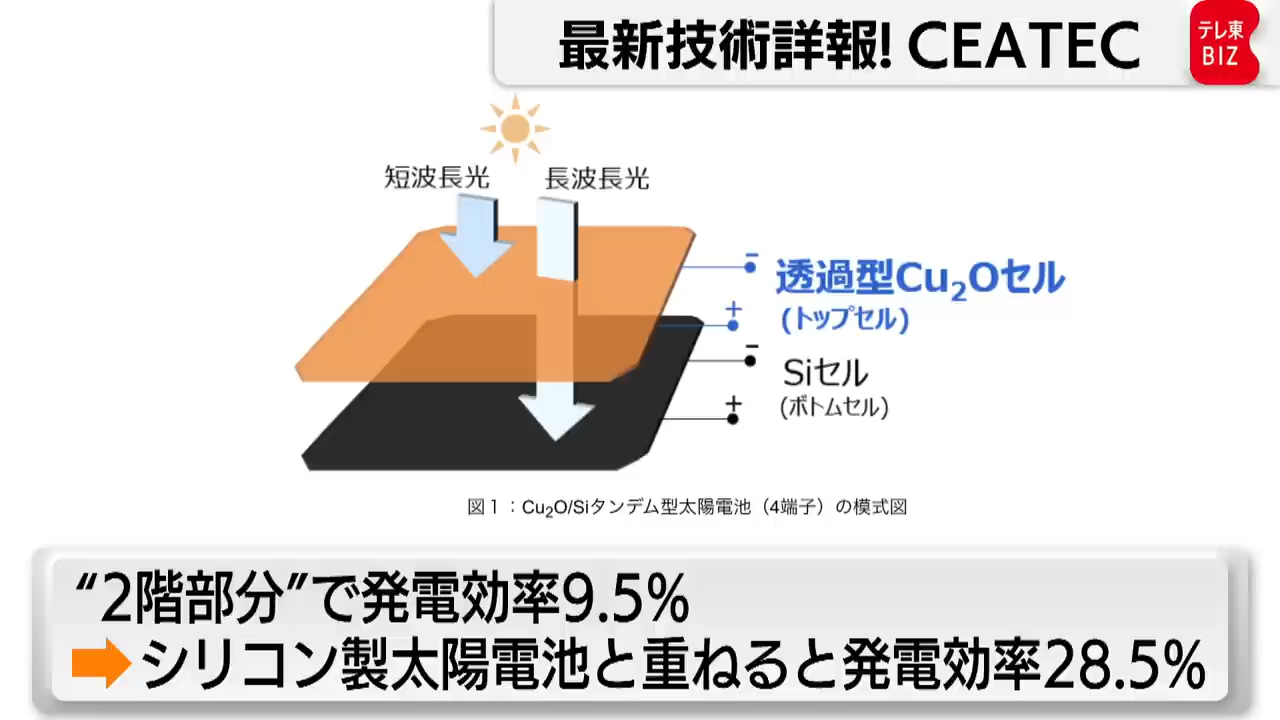 最新技術詳報! CEATEC
テレ東
BIZ
短波長光
長波長光
−
透過型Cu₂Oセル
+
(トップセル)
−
Siセル
+
(ボトムセル)
図１：Cu₂O/Siタンデム型太陽電池（4端子）の模式図
“2階部分”で発電効率9.5%
➡シリコン製太陽電池と重ねると発電効率28.5%